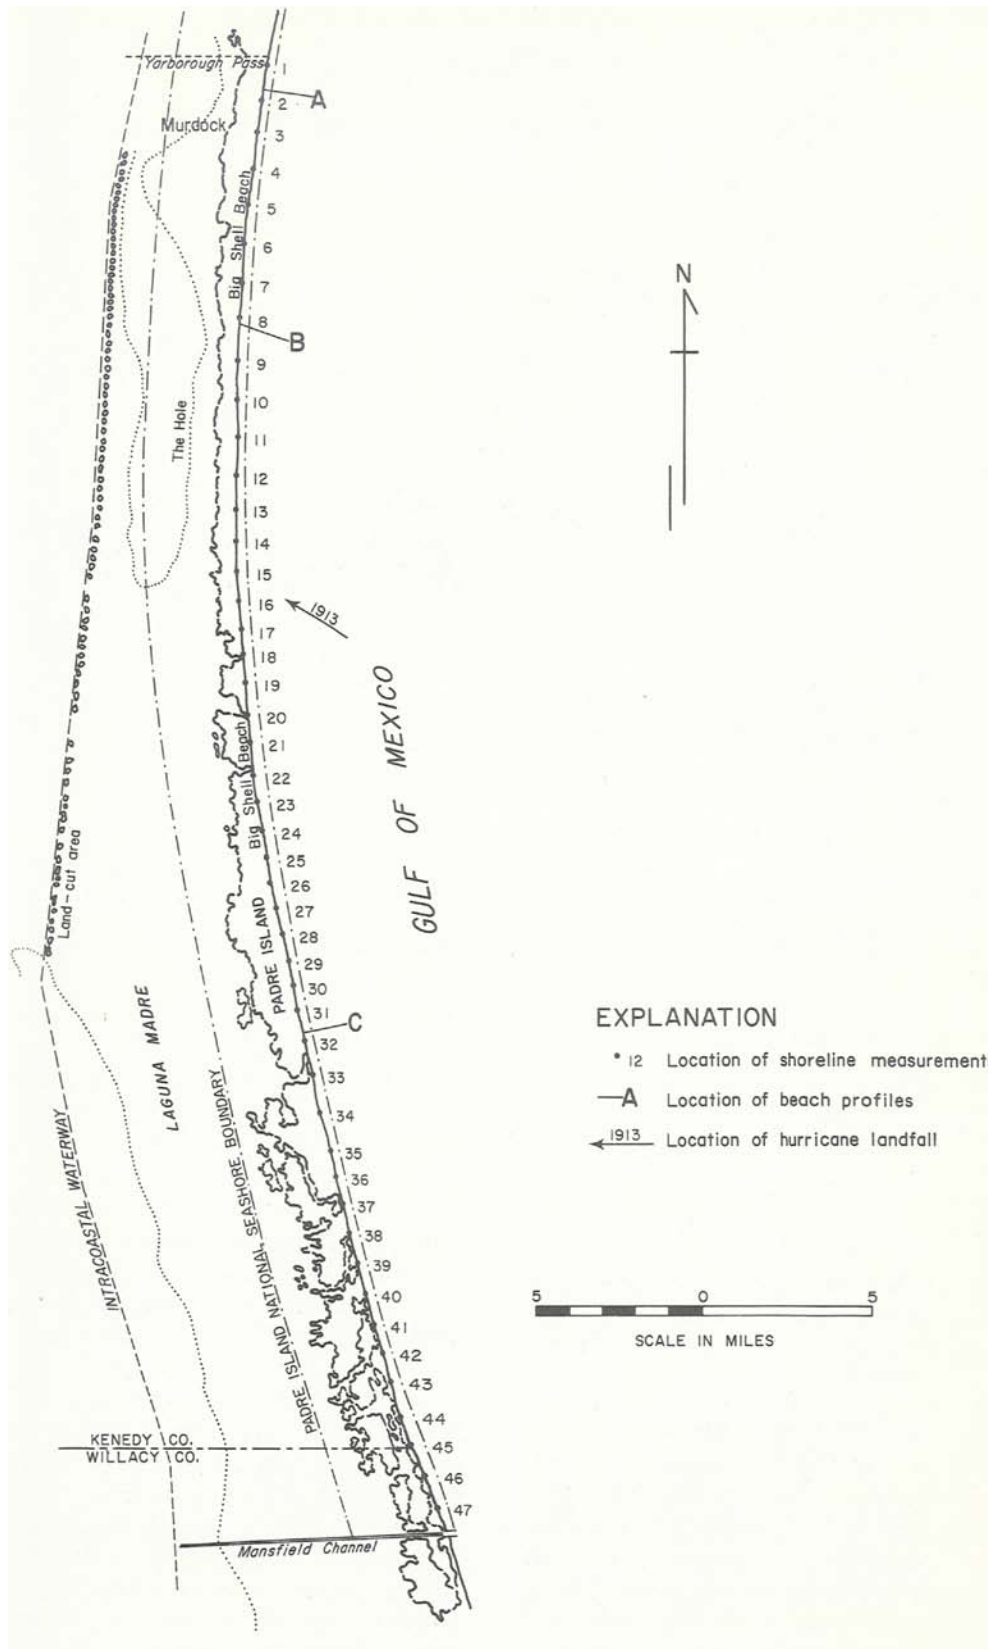 Yarborough Pass
1
A
2
Murdock
3
4
5
Big Shell Beach
6
7
8
B
9
The Hole
10
11
12
13
14
15
16
1913
17
18
19
20
21
22
Big Shell Beach
23
24
25
26
27
28
29
30
31
PADRE ISLAND
C
32
33
34
35
36
37
38
39
40
41
42
43
44
45
46
47
N
GULF OF MEXICO
Land-cut area
LAGUNA MADRE
INTRACOASTAL WATERWAY
PADRE ISLAND NATIONAL SEASHORE BOUNDARY
KENEDY CO.
WILLACY CO.
Mansfield Channel
EXPLANATION
12 Location of shoreline measurement
A Location of beach profiles
1913 Location of hurricane landfall
5 0 5
SCALE IN MILES